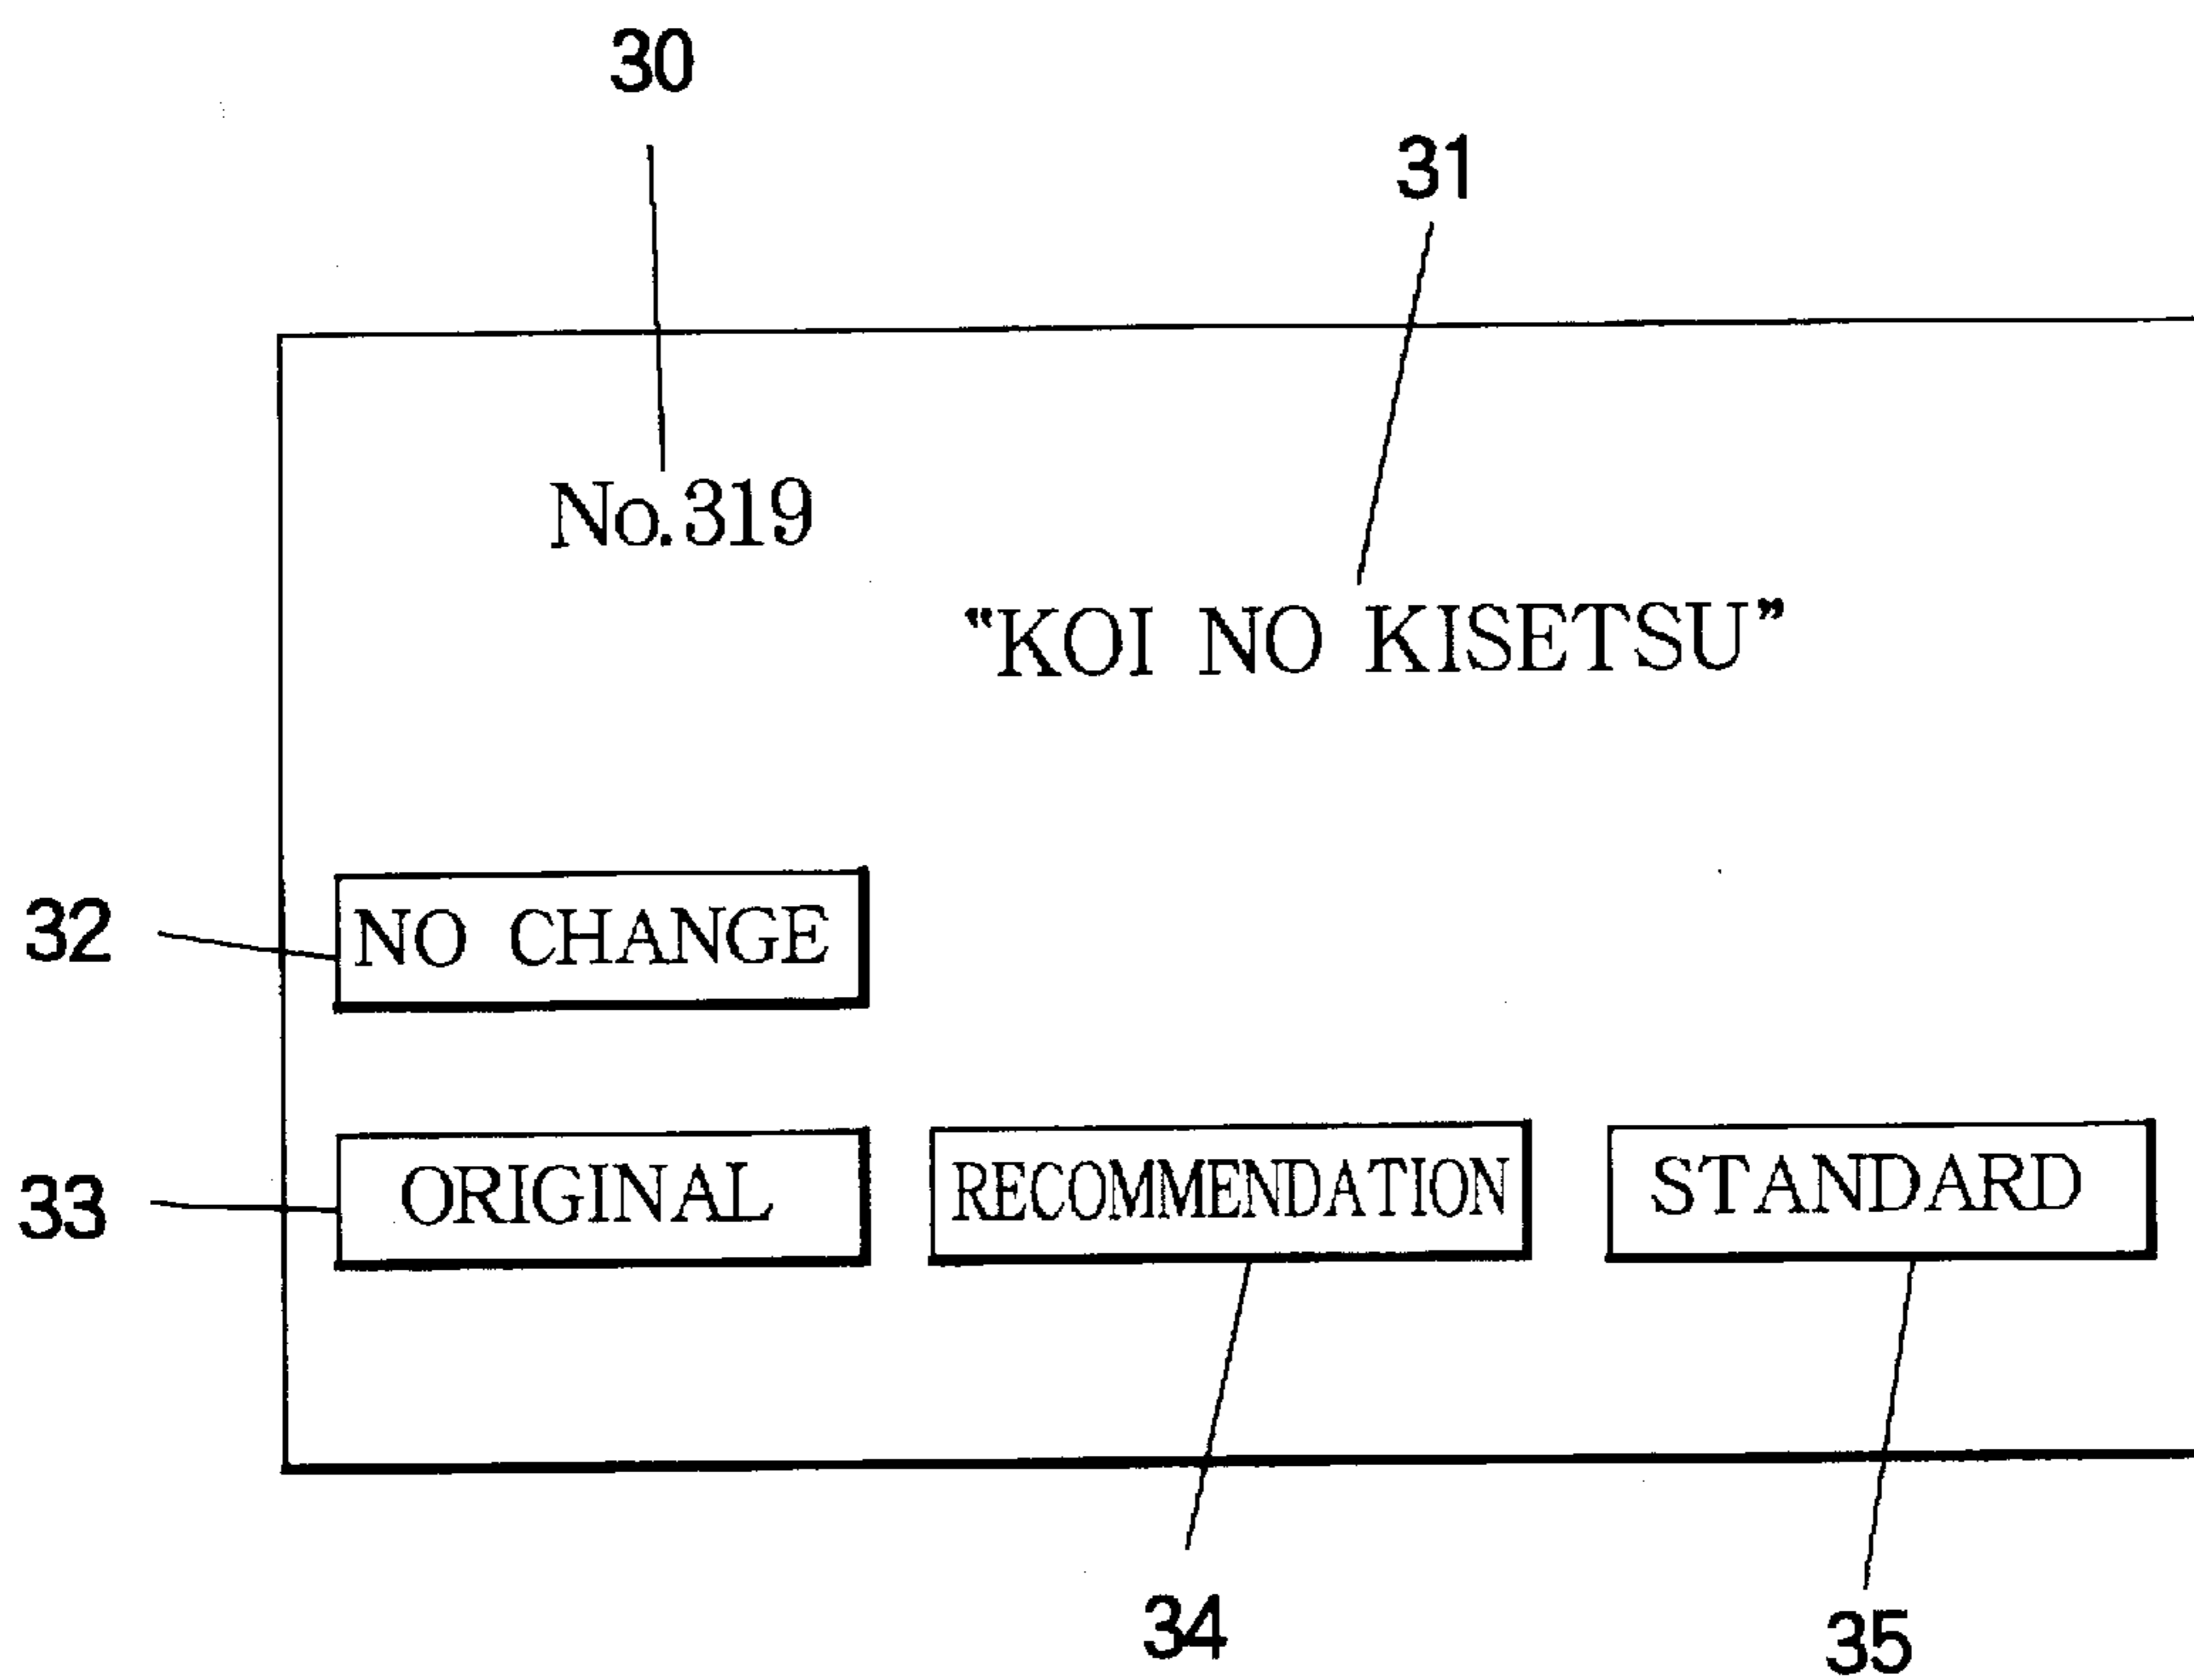 30
31
No.319
“KOI NO KISETSU”
32
NO CHANGE
33
ORIGINAL
RECOMMENDATION
STANDARD
34
35